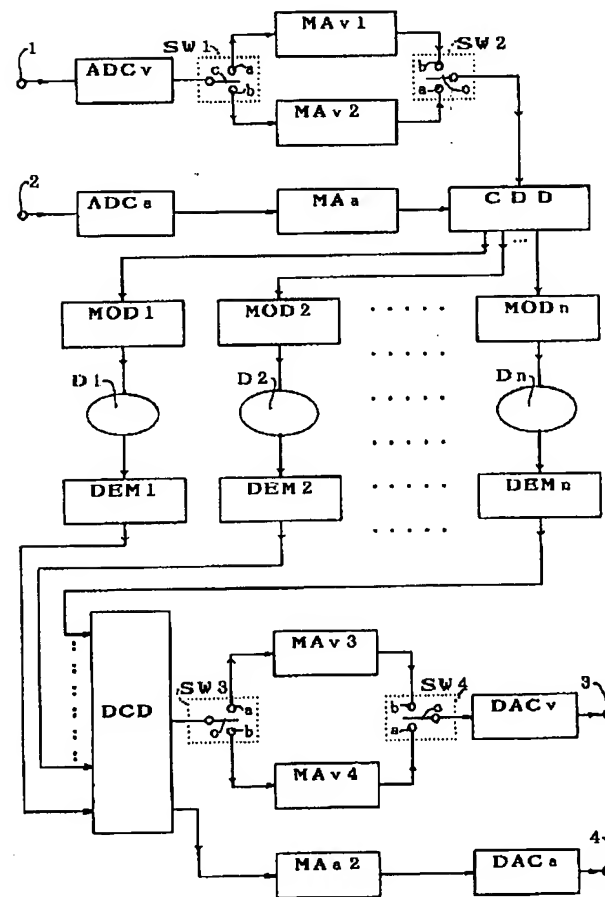 MAv1
1
SW1
SW2
ADCv
a
c
b
b
a
c
MAv2
2
ADCa
MAa
CDD
...
MOD1
MOD2
MODn
D1
D2
Dn
DEM1
DEM2
DEMn
MAv3
SW3
SW4
3
DCD
a
c
b
b
c
a
DACv
MAv4
4
MAa2
DACa